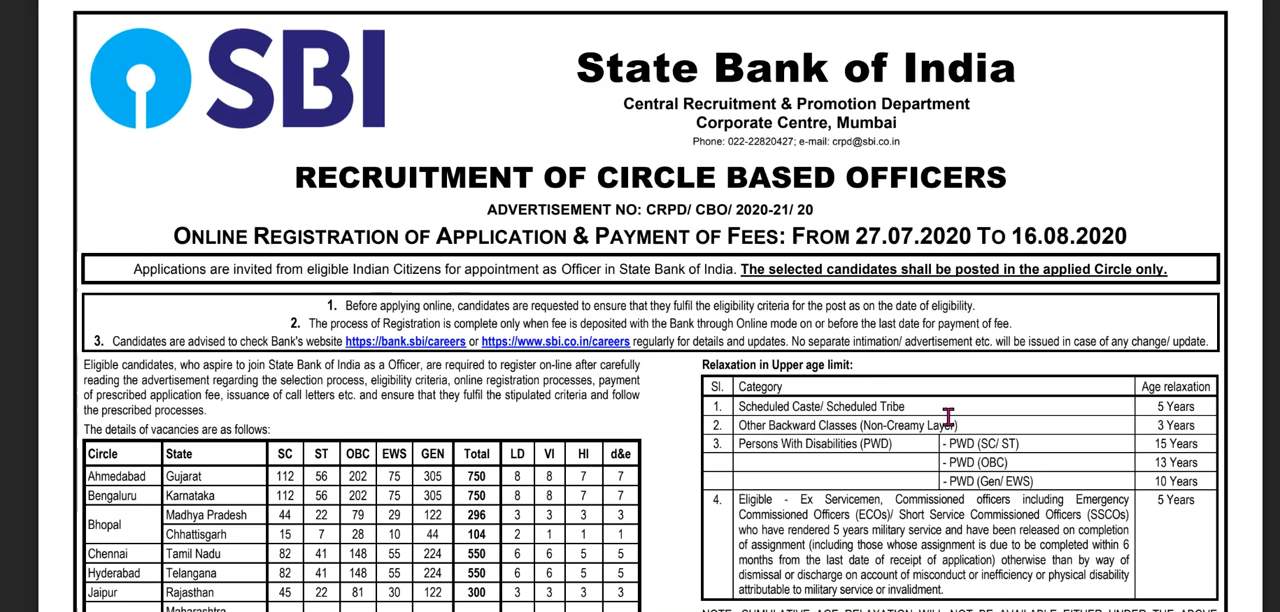 SBI
State Bank of India
Central Recruitment & Promotion Department
Corporate Centre, Mumbai
Phone: 022-22820427; e-mail: crpd@sbi.co.in
RECRUITMENT OF CIRCLE BASED OFFICERS
ADVERTISEMENT NO: CRPD/ CBO/ 2020-21/ 20
ONLINE REGISTRATION OF APPLICATION & PAYMENT OF FEES: FROM 27.07.2020 TO 16.08.2020
Applications are invited from eligible Indian Citizens for appointment as Officer in State Bank of India. The selected candidates shall be posted in the applied Circle only.
1. Before applying online, candidates are requested to ensure that they fulfil the eligibility criteria for the post as on the date of eligibility.
2. The process of Registration is complete only when fee is deposited with the Bank through Online mode on or before the last date for payment of fee.
3. Candidates are advised to check Bank's website https://bank.sbi/careers or https://www.sbi.co.in/careers regularly for details and updates. No separate intimation/ advertisement etc. will be issued in case of any change/ update.
Eligible candidates, who aspire to join State Bank of India as a Officer, are required to register on-line after carefully
reading the advertisement regarding the selection process, eligibility criteria, online registration processes, payment
of prescribed application fee, issuance of call letters etc. and ensure that they fulfil the stipulated criteria and follow
the prescribed processes.
The details of vacancies are as follows:
Circle State SC ST OBC EWS GEN Total LD VI HI d&e
Ahmedabad Gujarat 112 56 202 75 305 750 8 8 7 7
Bengaluru Karnataka 112 56 202 75 305 750 8 8 7 7
Bhopal Madhya Pradesh 44 22 79 29 122 296 3 3 3 3
Chhattisgarh 15 7 28 10 44 104 2 1 1 1
Chennai Tamil Nadu 82 41 148 55 224 550 6 6 5 5
Hyderabad Telangana 82 41 148 55 224 550 6 6 5 5
Jaipur Rajasthan 45 22 81 30 122 300 3 3 3 3
Maharashtra
Relaxation in Upper age limit:
Sl. Category Age relaxation
1. Scheduled Caste/ Scheduled Tribe 5 Years
2. Other Backward Classes (Non-Creamy Layer) 3 Years
3. Persons With Disabilities (PWD) - PWD (SC/ ST) 15 Years
- PWD (OBC) 13 Years
- PWD (Gen/ EWS) 10 Years
4. Eligible - Ex Servicemen, Commissioned officers including Emergency 5 Years
Commissioned Officers (ECOs)/ Short Service Commissioned Officers (SSCOs)
who have rendered 5 years military service and have been released on completion
of assignment (including those whose assignment is due to be completed within 6
months from the last date of receipt of application) otherwise than by way of
dismissal or discharge on account of misconduct or inefficiency or physical disability
attributable to military service or invalidment.
NOTE: CUMULATIVE AGE RELAXATION WILL NOT BE AVAILABLE EITHER UNDER THE ABOVE